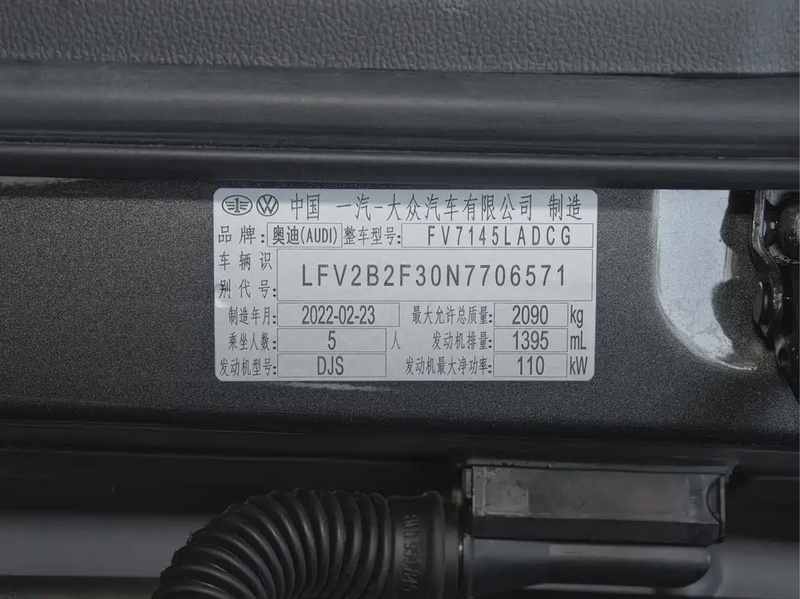 中国 一汽-大众汽车有限公司 制造
品牌: 奥迪(AUDI) 整车型号: FV7145LADCG
车辆识别代号: LFV2B2F30N7706571
制造年月: 2022-02-23 最大允许总质量: 2090 kg
乘坐人数: 5 人 发动机排量: 1395 mL
发动机型号: DJS 发动机最大净功率: 110 kW